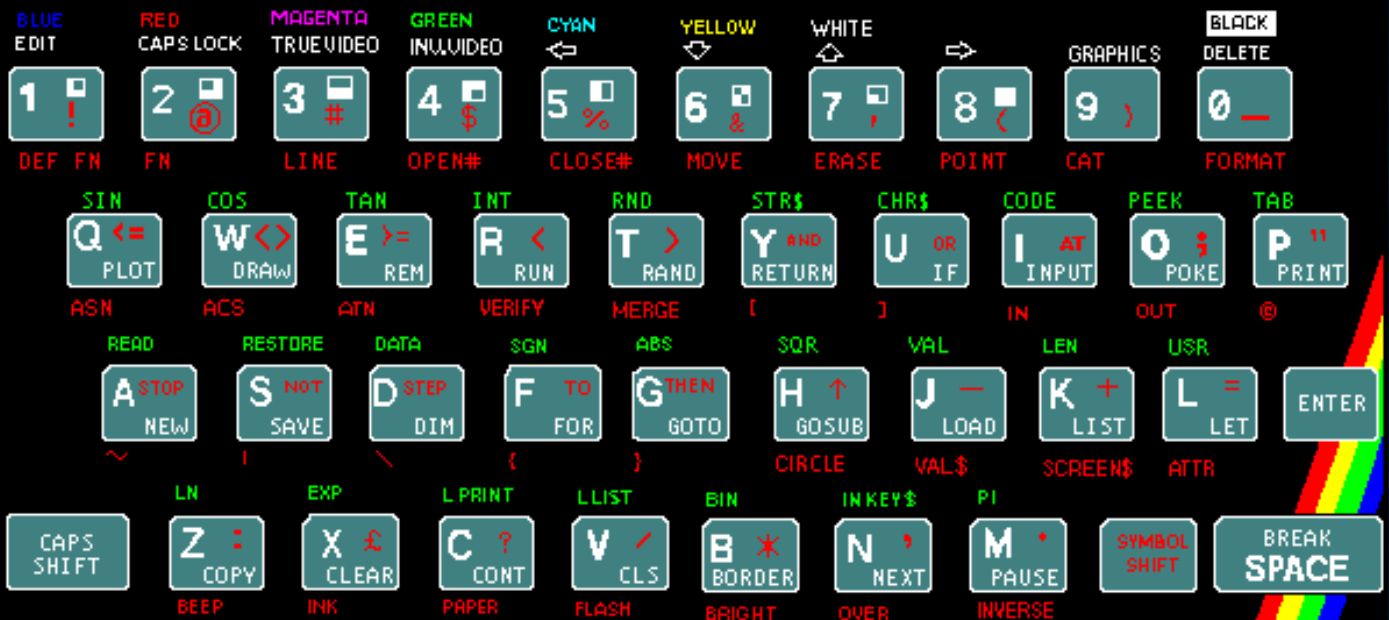 BLUE RED MAGENTA GREEN CYAN YELLOW WHITE BLACK
EDIT CAPS LOCK TRUE VIDEO INV.VIDEO GRAPHICS DELETE
1 ! 2 @ 3 # 4 $ 5 % 6 & 7 ' 8 ( 9 ) 0 _
DEF FN FN LINE OPEN# CLOSE# MOVE ERASE POINT CAT FORMAT
SIN COS TAN INT RND STR$ CHR$ CODE PEEK TAB
Q <= W <> E >= R < T > Y AND U OR I AT O ; P "
PLOT DRAW REM RUN RAND RETURN IF INPUT POKE PRINT
ASN ACS ATN VERIFY MERGE [ ] IN OUT ©
READ RESTORE DATA SGN ABS SQR VAL LEN USR
A STOP S NOT D STEP F TO G THEN H ↑ J – K + L = ENTER
NEW SAVE DIM FOR GOTO GOSUB LOAD LIST LET
~ | \ { } CIRCLE VAL$ SCREEN$ ATTR
LN EXP L PRINT L LIST BIN IN KEY$ PI
CAPS Z : X £ C ? V / B * N , M . SYMBOL BREAK
SHIFT COPY CLEAR CONT CLS BORDER NEXT PAUSE SHIFT SPACE
BEEP INK PAPER FLASH BRIGHT OVER INVERSE